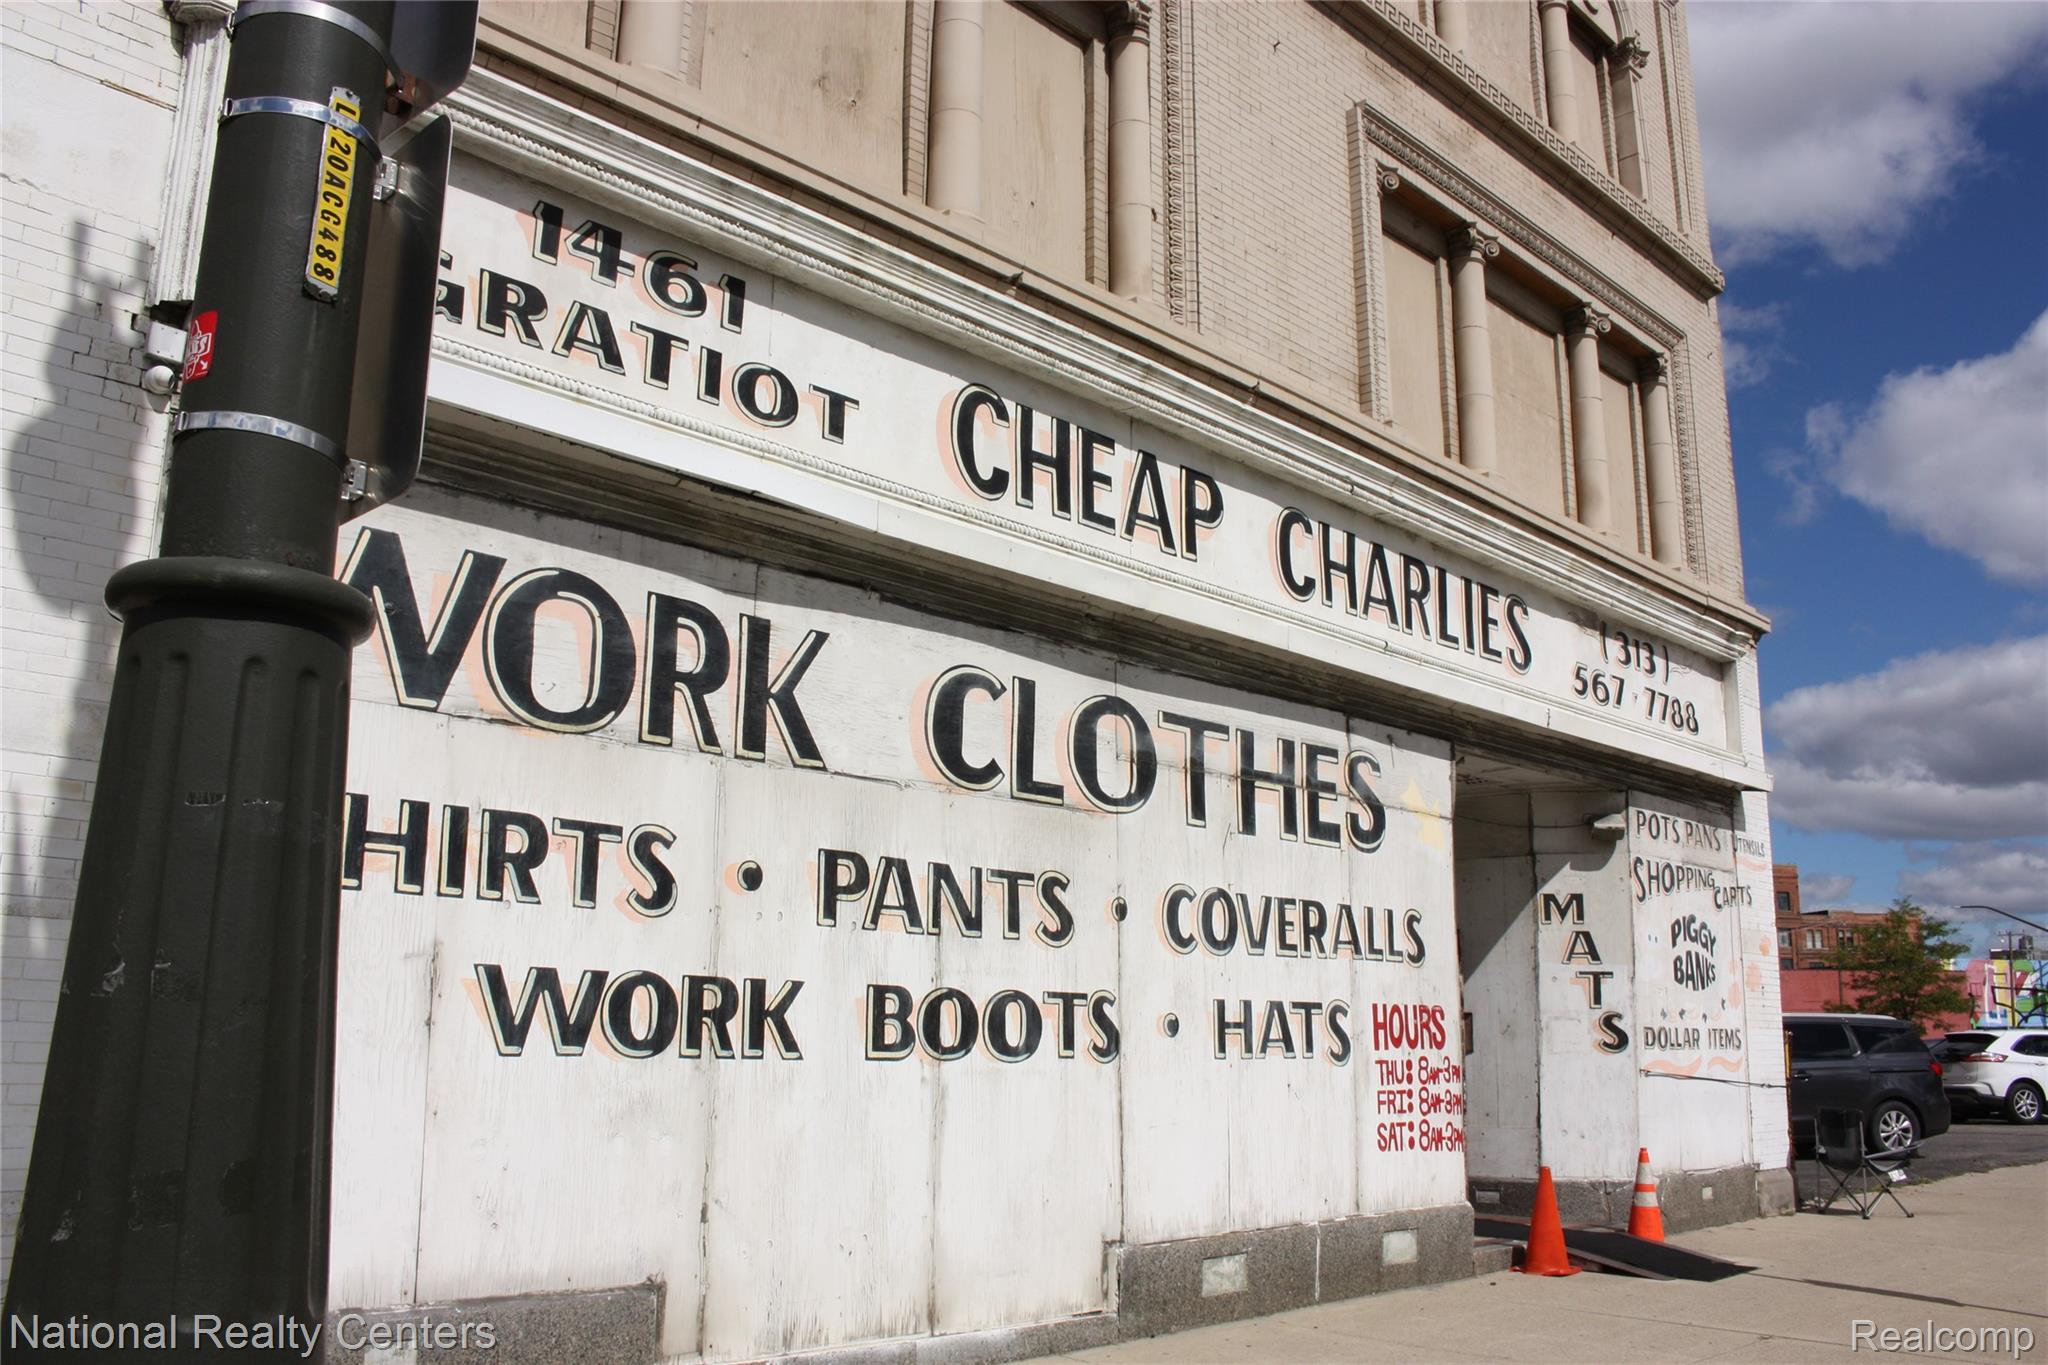 L220ACG488
1461
GRATIOT
CHEAP CHARLIES
(313)
567-7788
WORK CLOTHES
HIRTS • PANTS • COVERALLS
WORK BOOTS • HATS
HOURS
THU: 8AM-3PM
FRI: 8AM-3PM
SAT: 8AM-3PM
MATS
POTS, PANS UTENSILS
SHOPPING CARTS
PIGGY
BANKS
DOLLAR ITEMS
National Realty Centers
Realcomp